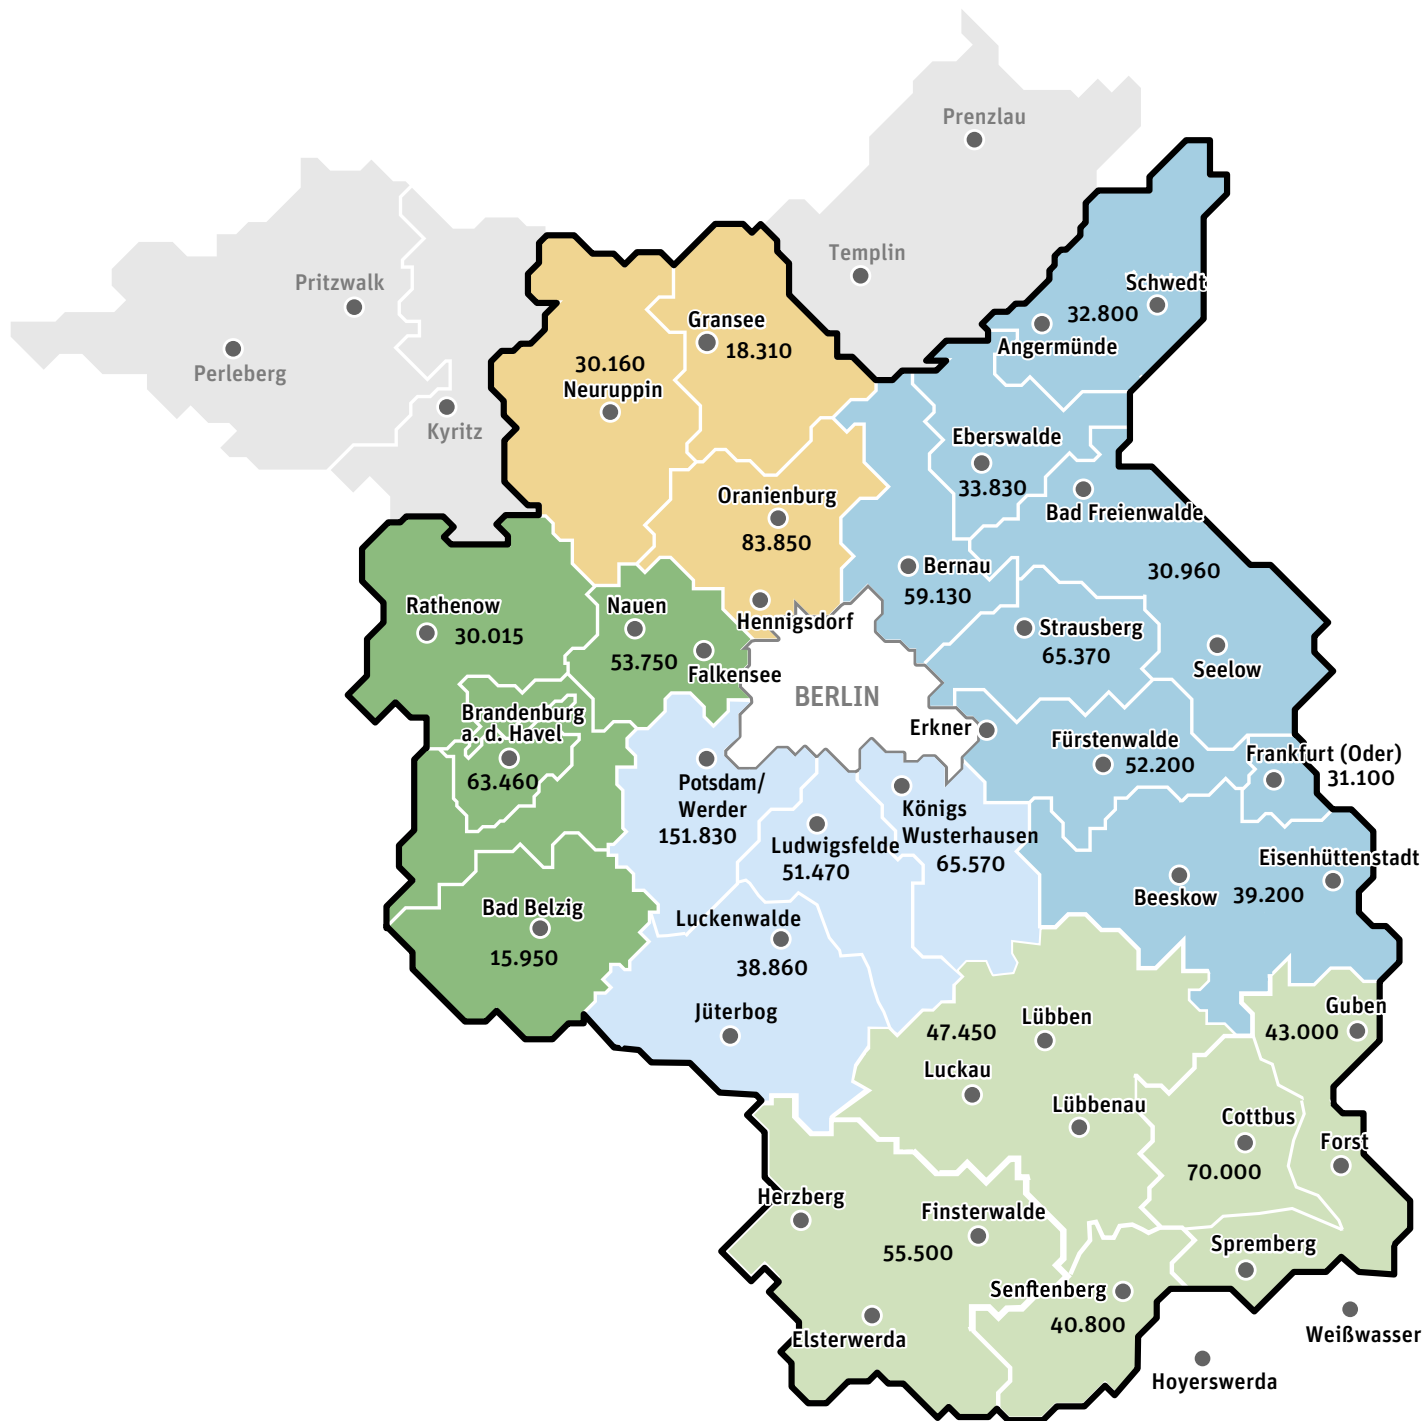 Prenzlau
Templin
Pritzwalk
Perleberg
Kyritz
Schwedt
32.800
Angermünde
Gransee
18.310
30.160
Neuruppin
Eberswalde
33.830
Bad Freienwalde
30.960
Oranienburg
83.850
Hennigsdorf
Bernau
59.130
Strausberg
65.370
Seelow
Rathenow
30.015
Nauen
53.750
Falkensee
BERLIN
Brandenburg
a. d. Havel
63.460
Erkner
Fürstenwalde
52.200
Frankfurt (Oder)
31.100
Potsdam/
Werder
151.830
Ludwigsfelde
51.470
Königs
Wusterhausen
65.570
Eisenhüttenstadt
Beeskow
39.200
Bad Belzig
15.950
Luckenwalde
38.860
Jüterbog
47.450
Lübben
Luckau
Lübbenau
Guben
43.000
Cottbus
70.000
Forst
Herzberg
Finsterwalde
55.500
Elsterwerda
Senftenberg
40.800
Spremberg
Weißwasser
Hoyerswerda